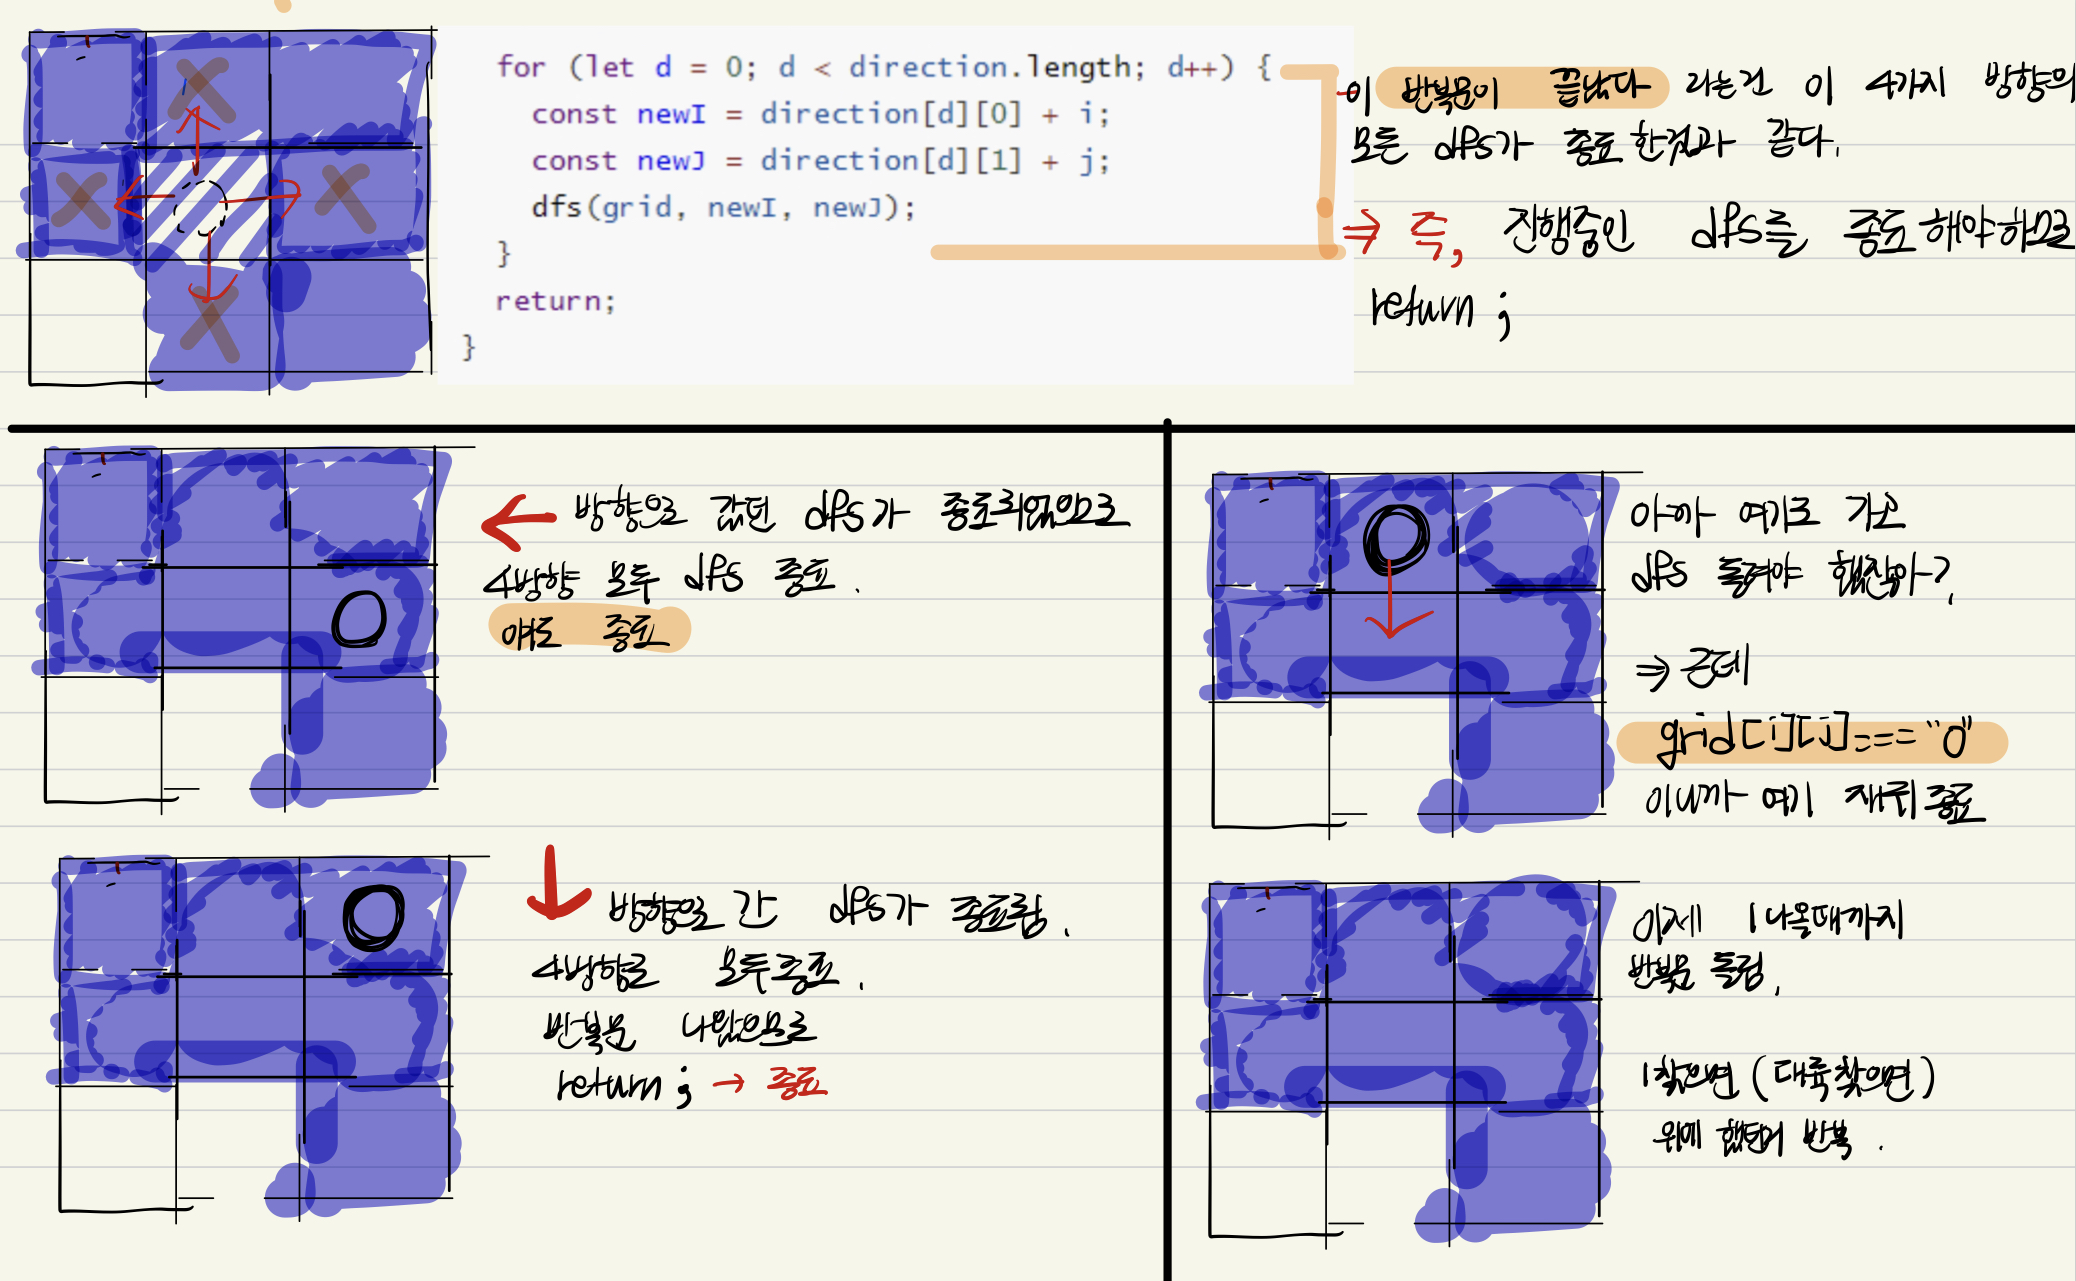 for (let d = 0; d < direction.length; d++) {
const newI = direction[d][0] + i;
const newJ = direction[d][1] + j;
dfs(grid, newI, newJ);
}
return;
}
이 반복문이 끝났다 라는건 이 4가지 방향의
모든 dfs가 종료한것과 같다.
⇒ 즉, 진행중인 dfs를 종료해야하므로
return ;
← 방향으로 갔던 dfs가 종료되었으므로
4방향 모두 dfs 종료.
얘도 종료
↓ 방향으로 간 dfs가 종료됨.
4방향으로 모두종료.
반복문 나왔으므로
return ; → 종료
아까 여기로 가고
dfs 돌려야 했잖아?
⇒ 근데
grid[i][j]==="0"
이니까 여기 재귀종료
이제 1나올때까지
반복문 돌림.
1찾으면 (대륙찾으면)
위에 했던거 반복.